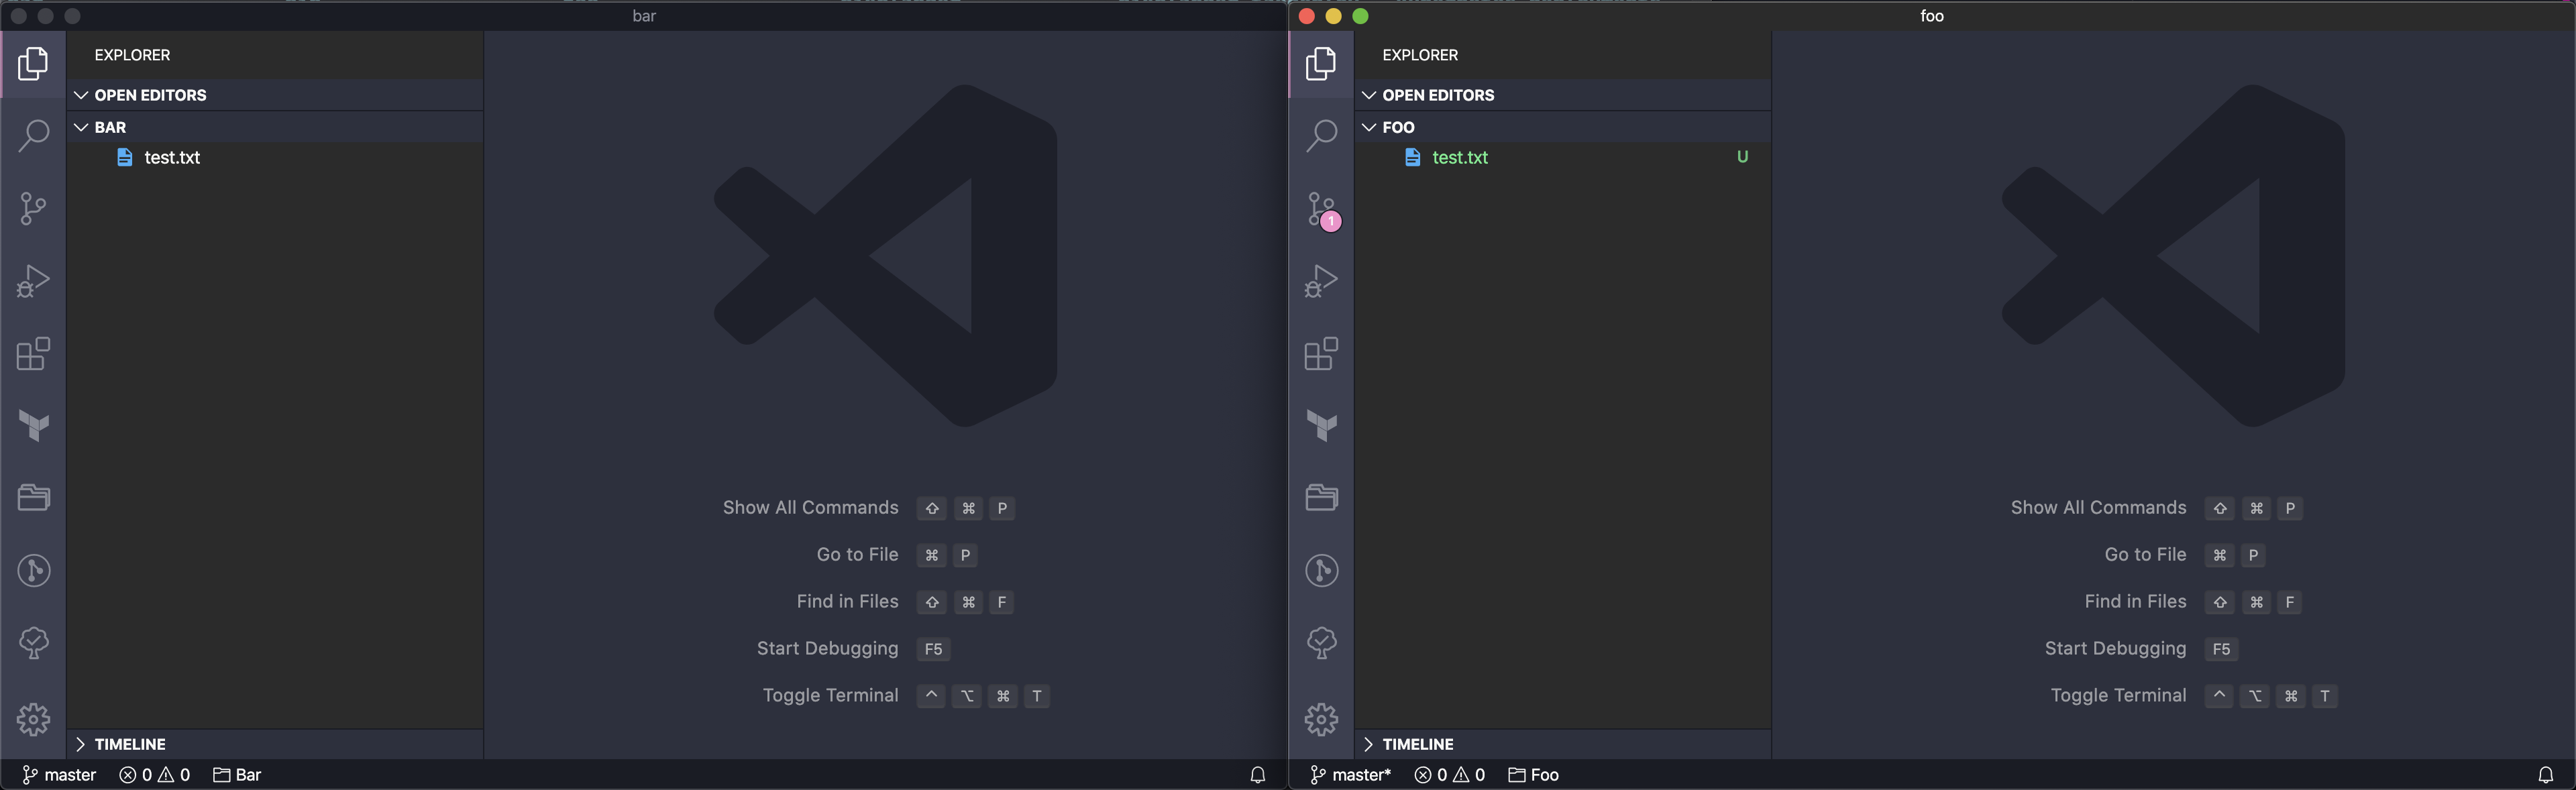 bar
EXPLORER
OPEN EDITORS
BAR
test.txt
Show All Commands ⇧ ⌘ P
Go to File ⌘ P
Find in Files ⇧ ⌘ F
Start Debugging F5
Toggle Terminal ^ ⌥ ⌘ T
TIMELINE
master 0 0 Bar
foo
EXPLORER
OPEN EDITORS
FOO
test.txt U
1
Show All Commands ⇧ ⌘ P
Go to File ⌘ P
Find in Files ⇧ ⌘ F
Start Debugging F5
Toggle Terminal ^ ⌥ ⌘ T
TIMELINE
master* 0 0 Foo